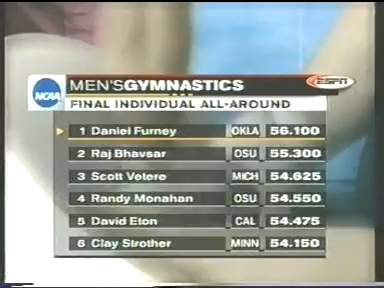 NCAA
MEN'S GYMNASTICS
ESPN
FINAL INDIVIDUAL ALL-AROUND
1 Daniel Furney OKLA 56.100
2 Raj Bhavsar OSU 55.300
3 Scott Vetere MICH 54.625
4 Randy Monahan OSU 54.550
5 David Eton CAL 54.475
6 Clay Strother MINN 54.150